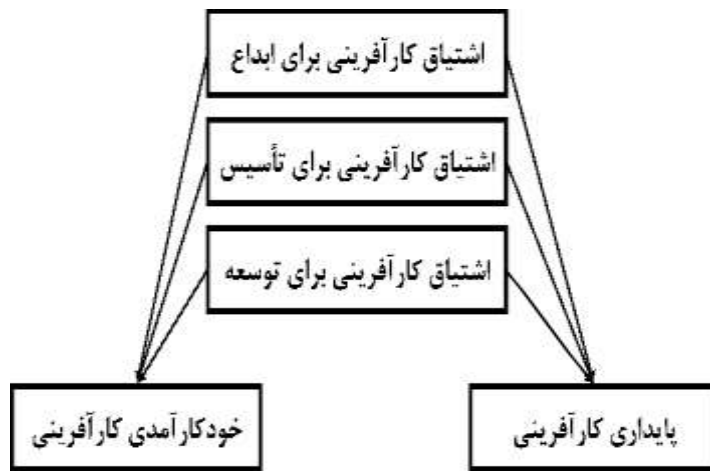 اشتیاق کارآفرینی برای ابداع
اشتیاق کارآفرینی برای تأسیس
اشتیاق کارآفرینی برای توسعه
پایداری کارآفرینی
خودکارآمدی کارآفرینی